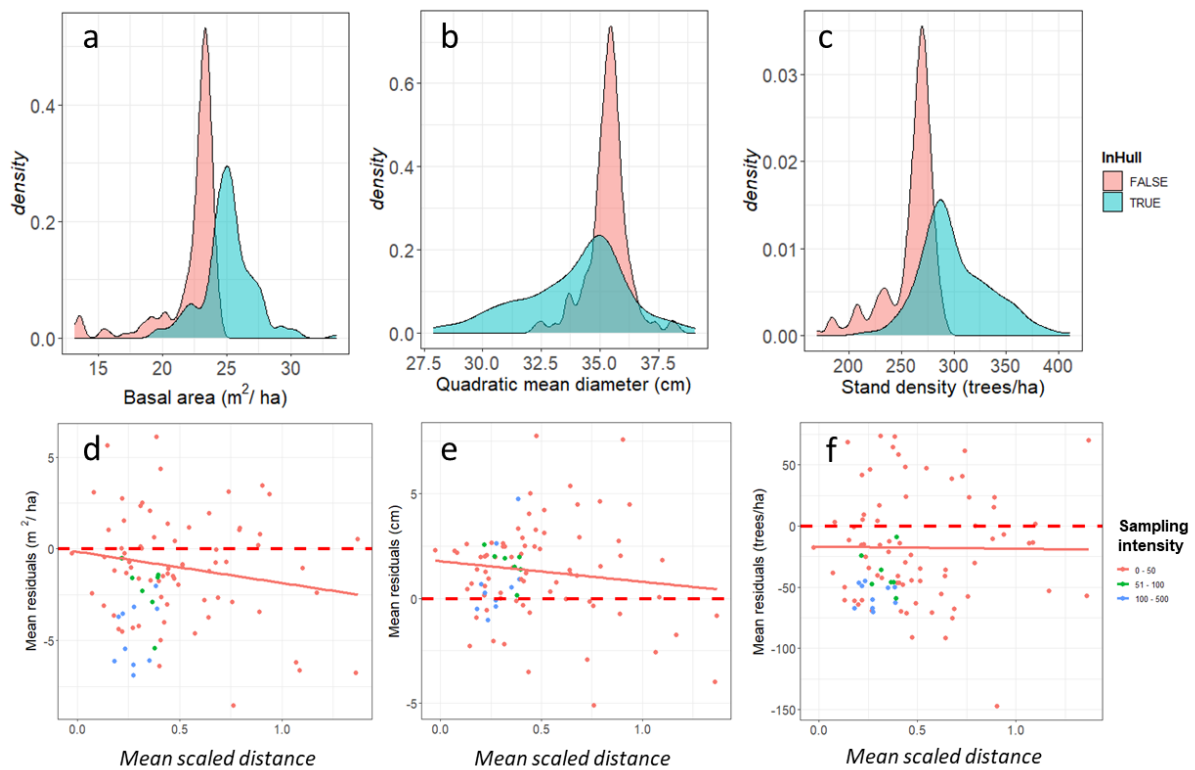 a
density
0.4
0.2
0.0
15 20 25 30
Basal area (m2/ ha)
b
density
0.6
0.4
0.2
0.0
27.5 30.0 32.5 35.0 37.5
Quadratic mean diameter (cm)
c
density
0.03
0.02
0.01
0.00
200 250 300 350 400
Stand density (trees/ha)
InHull
FALSE
TRUE
d
Mean residuals (m 2/ ha)
5
0
-5
0.0 0.5 1.0
Mean scaled distance
e
Mean residuals (cm)
5
0
-5
0.0 0.5 1.0
Mean scaled distance
f
Mean residuals (trees/ha)
50
0
-50
-100
-150
0.0 0.5 1.0
Mean scaled distance
Sampling
intensity
0 - 50
51 - 100
100 - 500